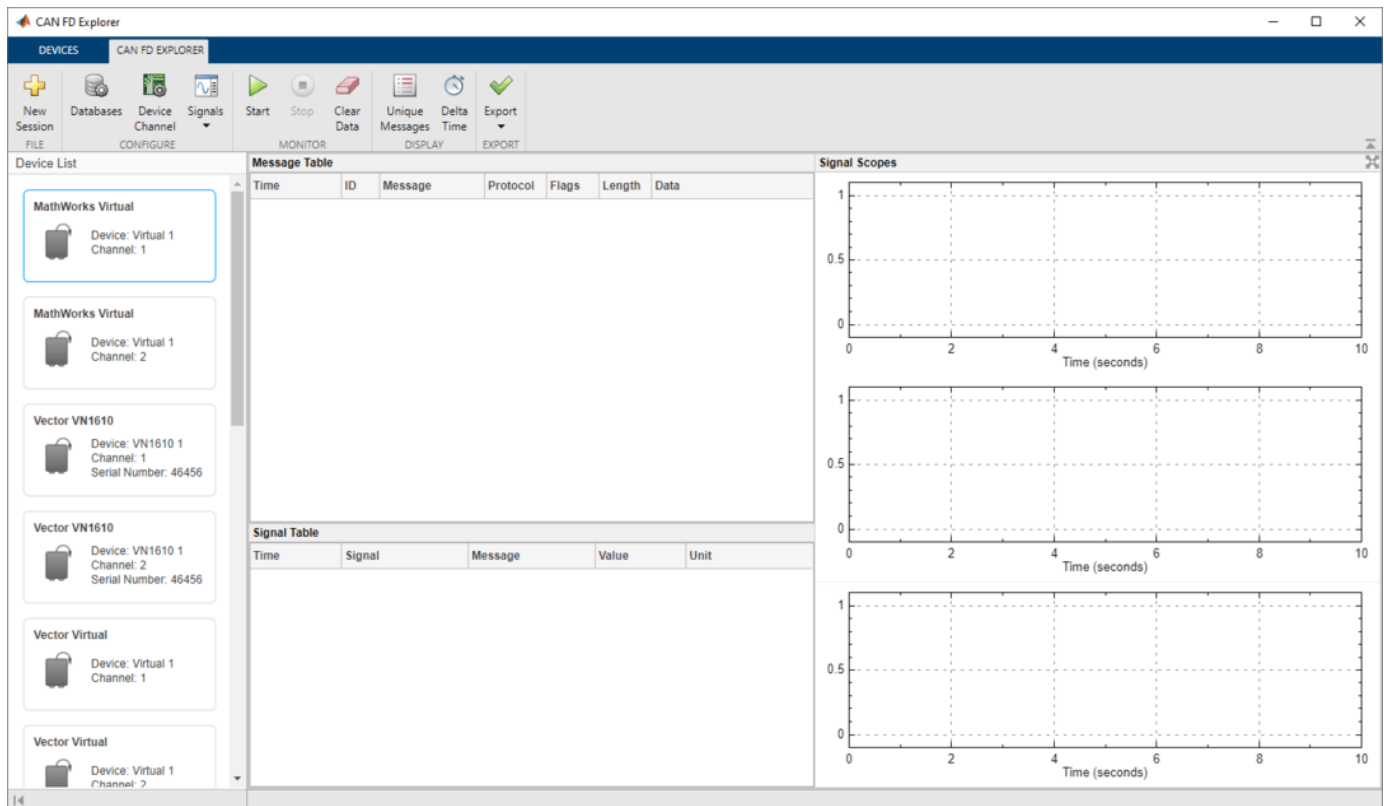 CAN FD Explorer
DEVICES CAN FD EXPLORER
New Session Databases Device Channel Signals Start Stop Clear Data Unique Messages Delta Time Export
FILE CONFIGURE MONITOR DISPLAY EXPORT
Device List
MathWorks Virtual
Device: Virtual 1
Channel: 1
MathWorks Virtual
Device: Virtual 1
Channel: 2
Vector VN1610
Device: VN1610 1
Channel: 1
Serial Number: 46456
Vector VN1610
Device: VN1610 1
Channel: 2
Serial Number: 46456
Vector Virtual
Device: Virtual 1
Channel: 1
Vector Virtual
Device: Virtual 1
Channel: 2
Message Table
Time ID Message Protocol Flags Length Data
Signal Table
Time Signal Message Value Unit
Signal Scopes
1
0.5
0
0 2 4 6 8 10
Time (seconds)
1
0.5
0
0 2 4 6 8 10
Time (seconds)
1
0.5
0
0 2 4 6 8 10
Time (seconds)